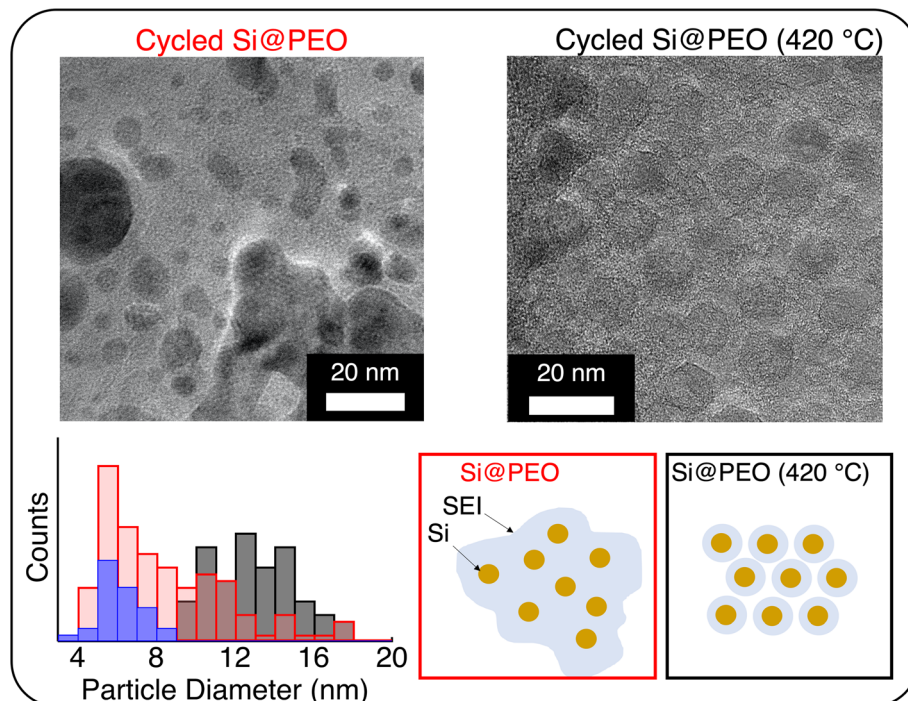 Cycled Si@PEO
Cycled Si@PEO (420 °C)
20 nm
20 nm
Counts
4 8 12 16 20
Particle Diameter (nm)
Si@PEO
SEI
Si
Si@PEO (420 °C)